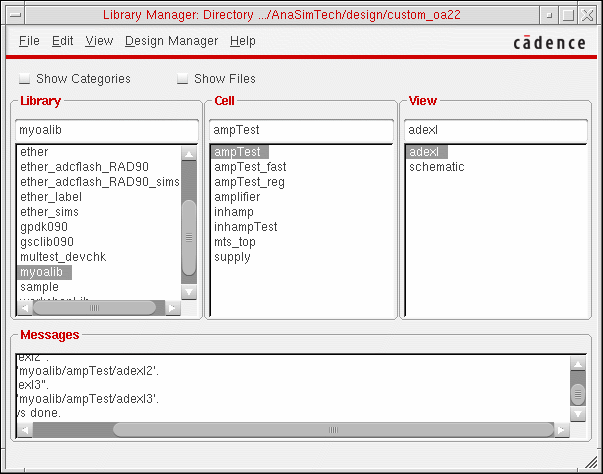 Library Manager: Directory .../AnaSimTech/design/custom_oa22
File Edit View Design Manager Help
cādence
Show Categories Show Files
Library
myoalib
ether
ether_adcflash_RAD90
ether_adcflash_RAD90_sims
ether_label
ether_sims
gpdk090
gsclib090
multest_devchk
myoalib
sample
Cell
ampTest
ampTest
ampTest_fast
ampTest_reg
amplifier
inhamp
inhampTest
mts_top
supply
View
adexl
adexl
schematic
Messages
exl2".
'myoalib/ampTest/adexl2'.
exl3".
'myoalib/ampTest/adexl3'.
vs done.